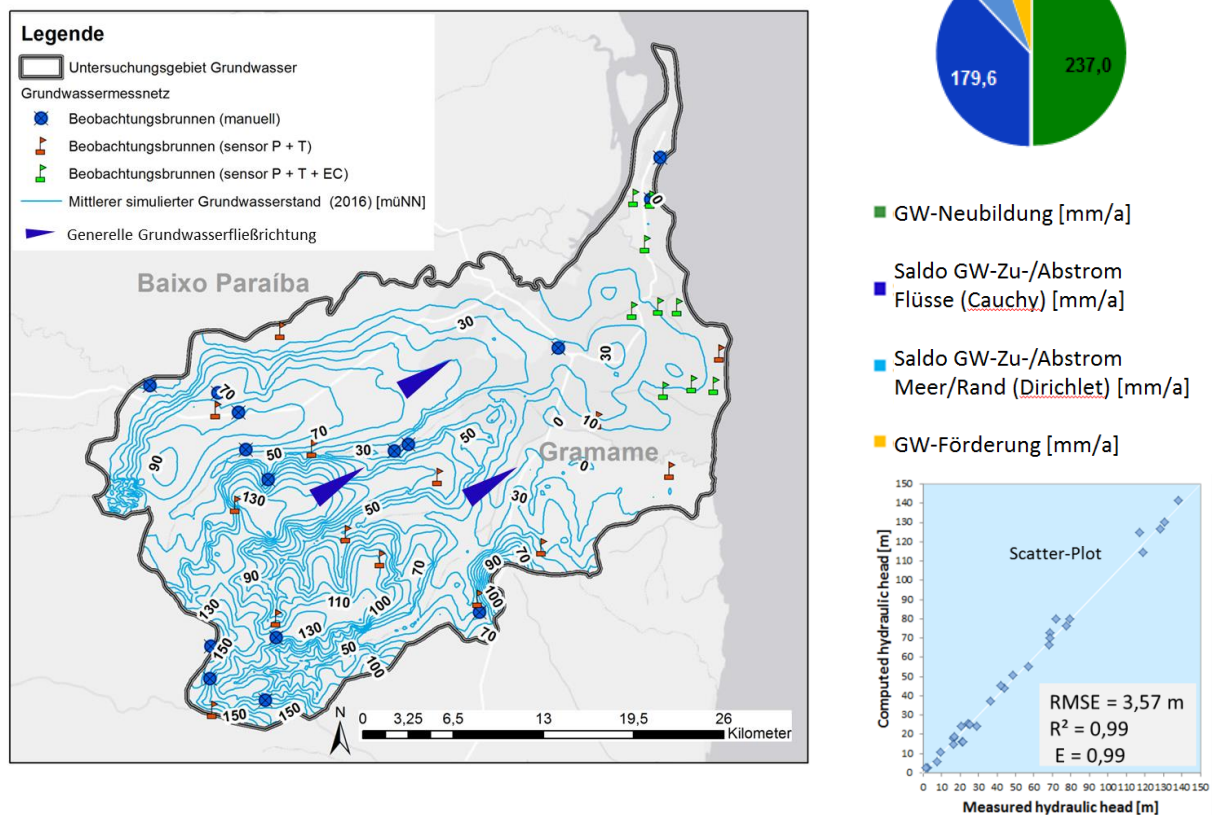 Legende
Untersuchungsgebiet Grundwasser
Grundwassermessnetz
Beobachtungsbrunnen (manuell)
Beobachtungsbrunnen (sensor P + T)
Beobachtungsbrunnen (sensor P + T + EC)
Mittlerer simulierter Grundwasserstand (2016) [müNN]
Generelle Grundwasserfließrichtung
Baixo Paraíba
Gramame
0
30
30
70
10
0
70
50
30
50
90
0
130
30
50
70
90
90
70
100
110
100
130
130
70
150
50
100
150
150
N
0 3,25 6,5 13 19,5 26
Kilometer
179,6
237,0
GW-Neubildung [mm/a]
Saldo GW-Zu-/Abstrom
Flüsse (Cauchy) [mm/a]
Saldo GW-Zu-/Abstrom
Meer/Rand (Dirichlet) [mm/a]
GW-Förderung [mm/a]
Computed hydraulic head [m]
150
140
130
120
110
100
90
80
70
60
50
40
30
20
10
0
Scatter-Plot
RMSE = 3,57 m
R² = 0,99
E = 0,99
0 10 20 30 40 50 60 70 80 90 100 110 120 130 140 150
Measured hydraulic head [m]